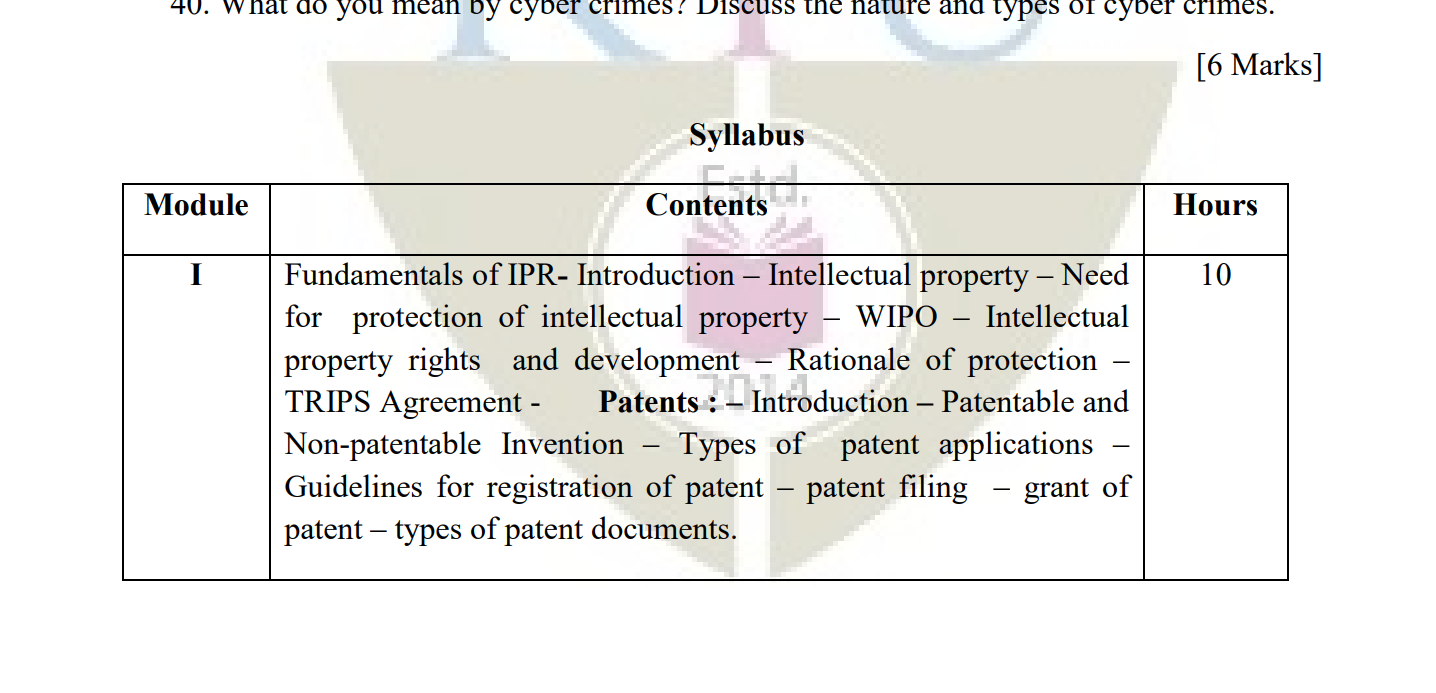 40. What do you mean by cyber crimes? Discuss the nature and types of cyber crimes.
[6 Marks]
Syllabus
Estd.
Module Contents Hours
I Fundamentals of IPR- Introduction – Intellectual property – Need 10
for protection of intellectual property – WIPO – Intellectual
property rights and development – Rationale of protection –
TRIPS Agreement - Patents : – Introduction – Patentable and
2014
Non-patentable Invention – Types of patent applications –
Guidelines for registration of patent – patent filing – grant of
patent – types of patent documents.